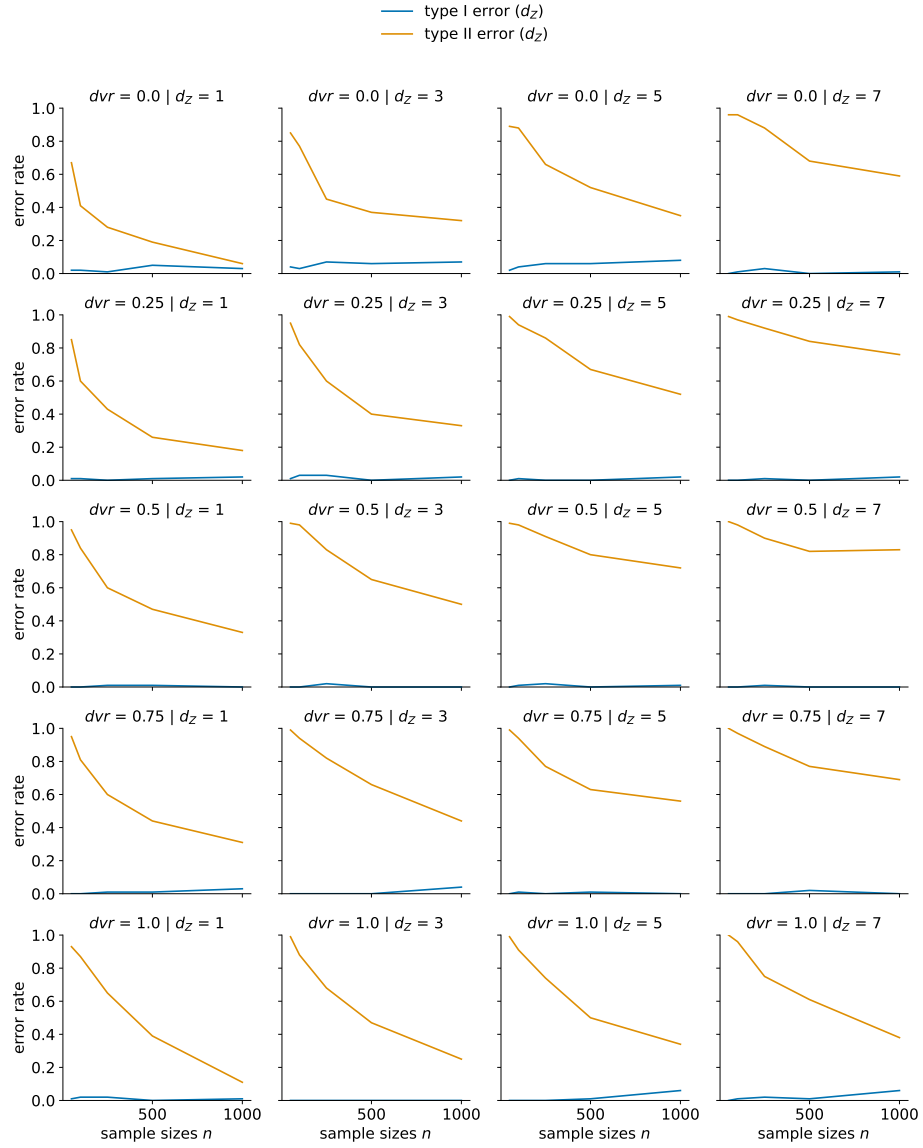 type I error (d_Z)
type II error (d_Z)
dvr = 0.0 | d_Z = 1
dvr = 0.0 | d_Z = 3
dvr = 0.0 | d_Z = 5
dvr = 0.0 | d_Z = 7
1.0
0.8
0.6
0.4
0.2
0.0
error rate
dvr = 0.25 | d_Z = 1
dvr = 0.25 | d_Z = 3
dvr = 0.25 | d_Z = 5
dvr = 0.25 | d_Z = 7
1.0
0.8
0.6
0.4
0.2
0.0
error rate
dvr = 0.5 | d_Z = 1
dvr = 0.5 | d_Z = 3
dvr = 0.5 | d_Z = 5
dvr = 0.5 | d_Z = 7
1.0
0.8
0.6
0.4
0.2
0.0
error rate
dvr = 0.75 | d_Z = 1
dvr = 0.75 | d_Z = 3
dvr = 0.75 | d_Z = 5
dvr = 0.75 | d_Z = 7
1.0
0.8
0.6
0.4
0.2
0.0
error rate
dvr = 1.0 | d_Z = 1
dvr = 1.0 | d_Z = 3
dvr = 1.0 | d_Z = 5
dvr = 1.0 | d_Z = 7
1.0
0.8
0.6
0.4
0.2
0.0
error rate
500 1000
500 1000
500 1000
500 1000
sample sizes n
sample sizes n
sample sizes n
sample sizes n